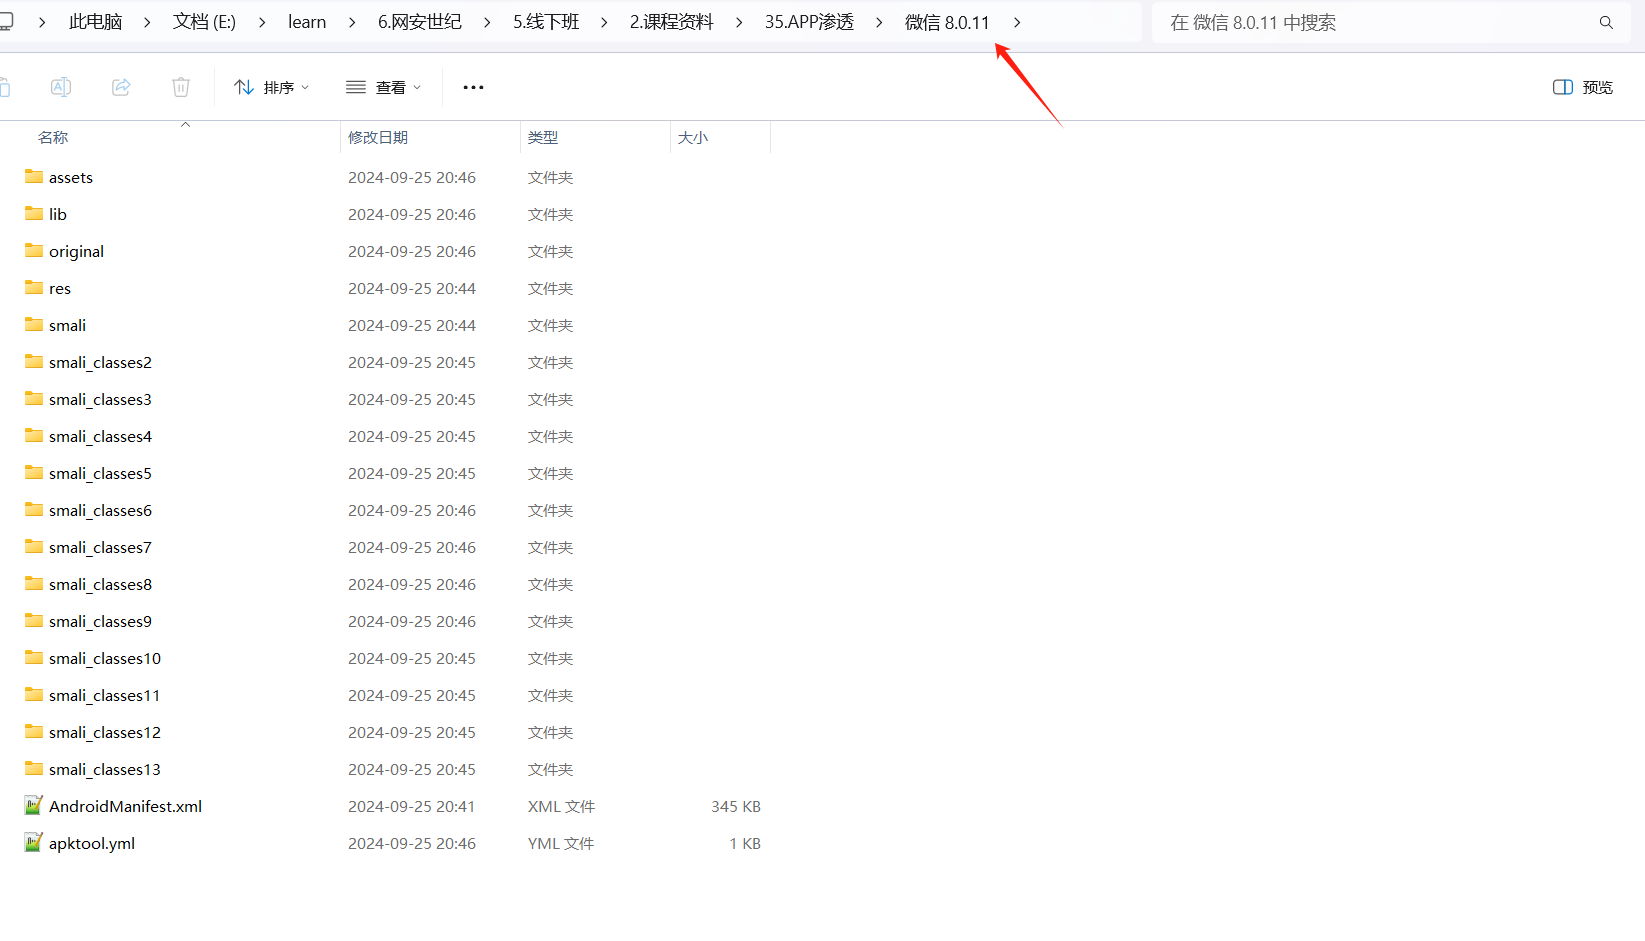 此电脑 文档 (E:) learn 6.网安世纪 5.线下班 2.课程资料 35.APP渗透 微信 8.0.11 在 微信 8.0.11 中搜索
排序 查看 预览
名称 修改日期 类型 大小
assets 2024-09-25 20:46 文件夹
lib 2024-09-25 20:46 文件夹
original 2024-09-25 20:46 文件夹
res 2024-09-25 20:44 文件夹
smali 2024-09-25 20:44 文件夹
smali_classes2 2024-09-25 20:45 文件夹
smali_classes3 2024-09-25 20:45 文件夹
smali_classes4 2024-09-25 20:45 文件夹
smali_classes5 2024-09-25 20:45 文件夹
smali_classes6 2024-09-25 20:46 文件夹
smali_classes7 2024-09-25 20:46 文件夹
smali_classes8 2024-09-25 20:46 文件夹
smali_classes9 2024-09-25 20:46 文件夹
smali_classes10 2024-09-25 20:45 文件夹
smali_classes11 2024-09-25 20:45 文件夹
smali_classes12 2024-09-25 20:45 文件夹
smali_classes13 2024-09-25 20:45 文件夹
AndroidManifest.xml 2024-09-25 20:41 XML 文件 345 KB
apktool.yml 2024-09-25 20:46 YML 文件 1 KB